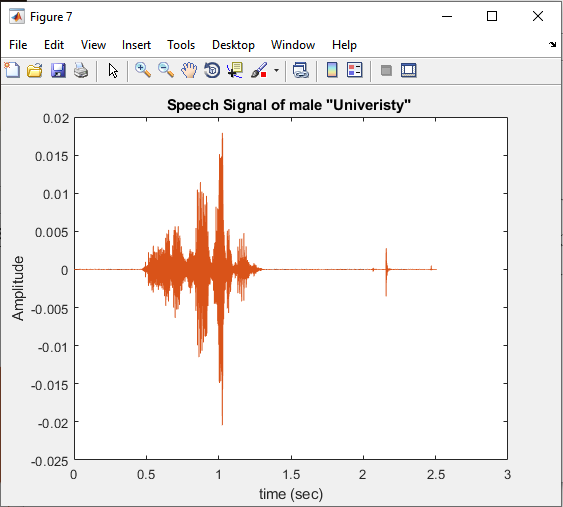 Figure 7
File Edit View Insert Tools Desktop Window Help
Speech Signal of male "Univeristy"
0.02
0.015
0.01
0.005
0
-0.005
-0.01
-0.015
-0.02
-0.025
Amplitude
0 0.5 1 1.5 2 2.5 3
time (sec)